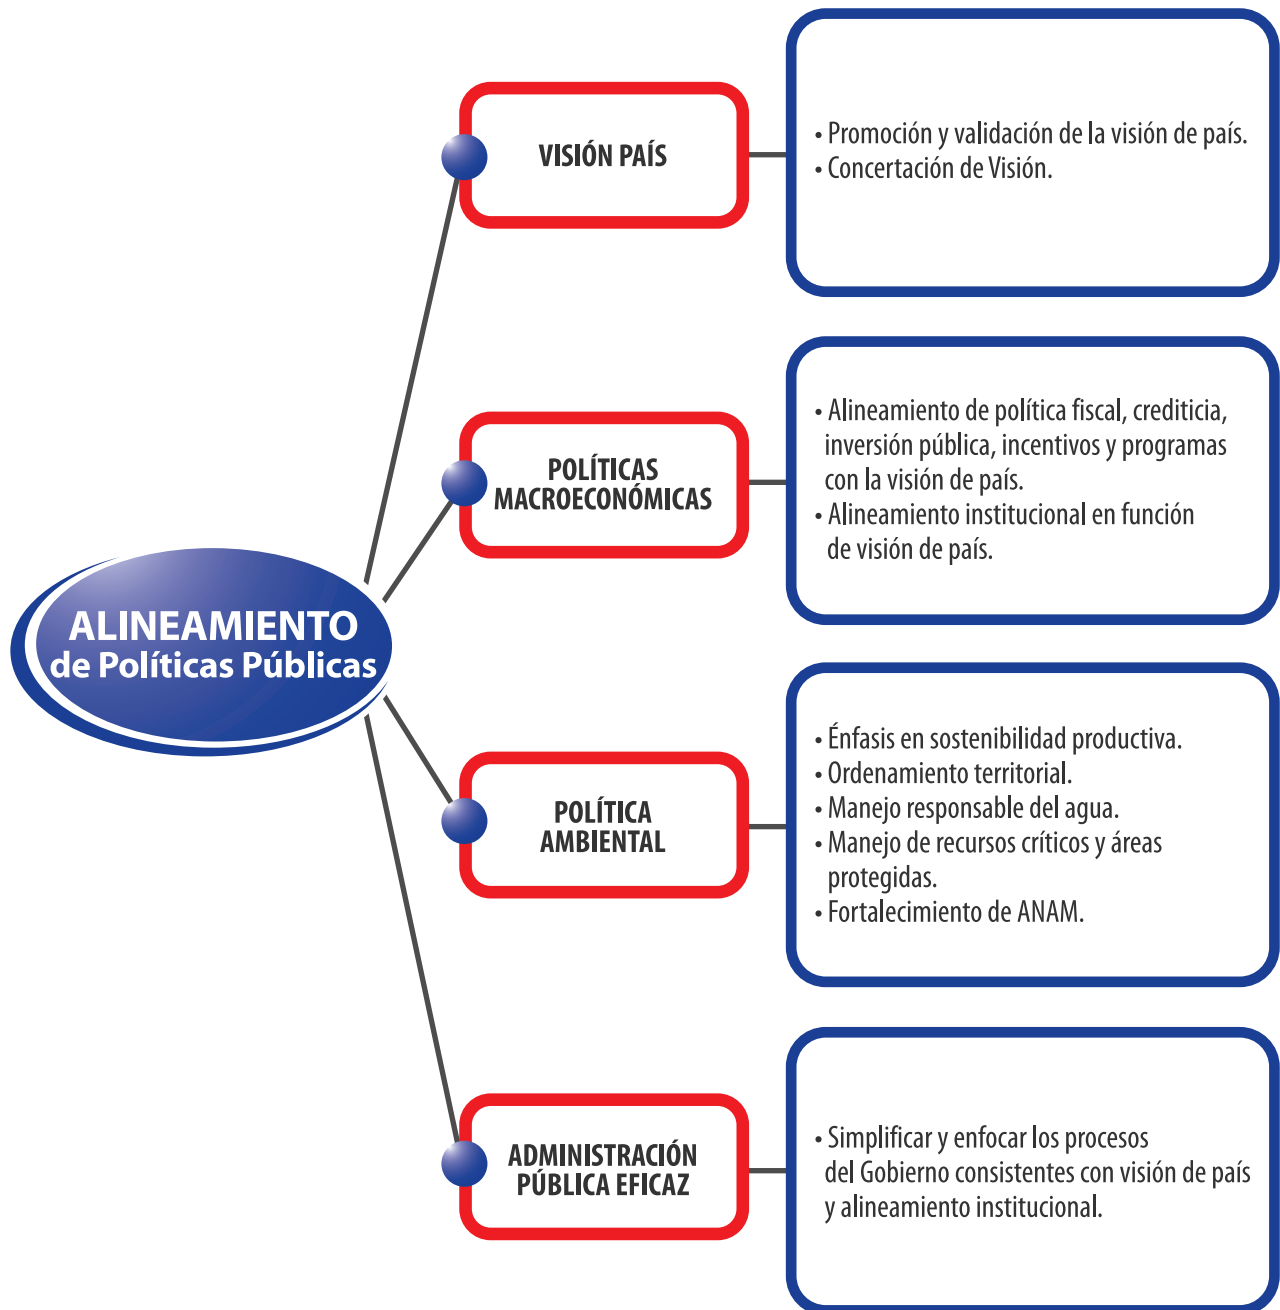 VISIÓN PAÍS
• Promoción y validación de la visión de país.
• Concertación de Visión.
POLÍTICAS
MACROECONÓMICAS
• Alineamiento de política fiscal, crediticia,
inversión pública, incentivos y programas
con la visión de país.
• Alineamiento institucional en función
de visión de país.
ALINEAMIENTO
de Políticas Públicas
POLÍTICA
AMBIENTAL
• Énfasis en sostenibilidad productiva.
• Ordenamiento territorial.
• Manejo responsable del agua.
• Manejo de recursos críticos y áreas
protegidas.
• Fortalecimiento de ANAM.
ADMINISTRACIÓN
PÚBLICA EFICAZ
• Simplificar y enfocar los procesos
del Gobierno consistentes con visión de país
y alineamiento institucional.